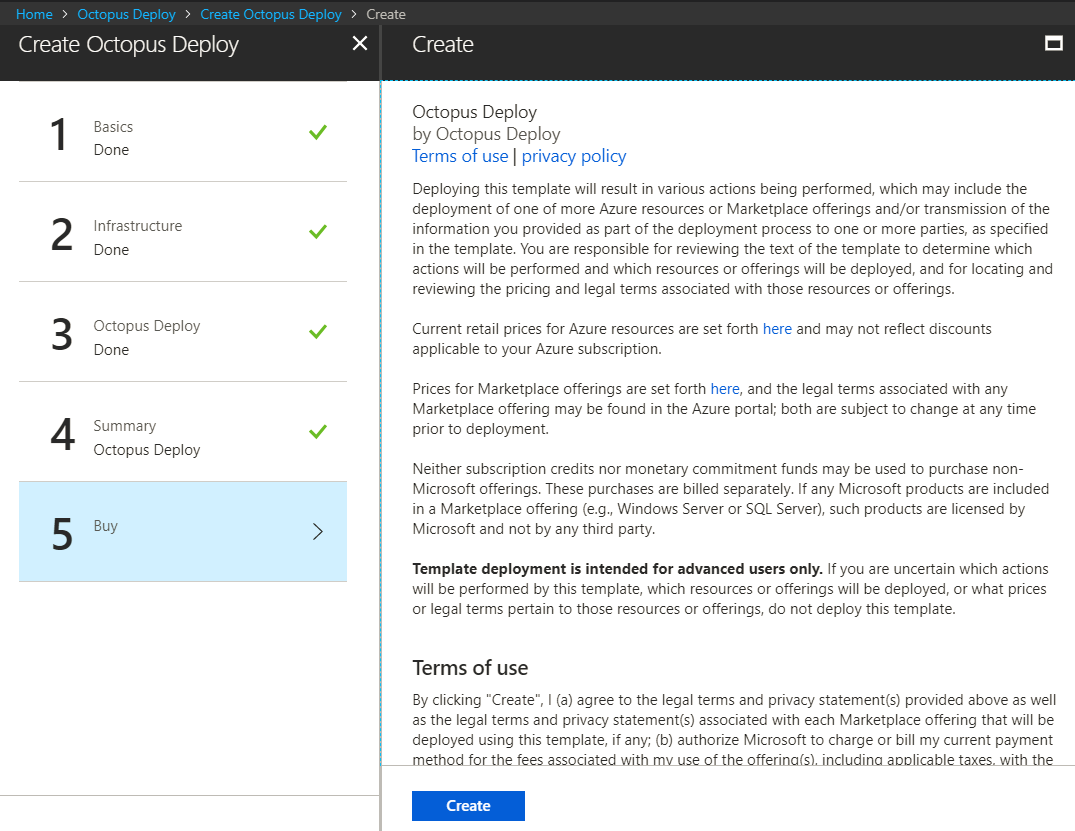 Home > Octopus Deploy > Create Octopus Deploy > Create
Create Octopus Deploy
1
Basics
Done
2
Infrastructure
Done
3
Octopus Deploy
Done
4
Summary
Octopus Deploy
5
Buy
Create
Octopus Deploy
by Octopus Deploy
Terms of use | privacy policy
Deploying this template will result in various actions being performed, which may include the
deployment of one of more Azure resources or Marketplace offerings and/or transmission of the
information you provided as part of the deployment process to one or more parties, as specified
in the template. You are responsible for reviewing the text of the template to determine which
actions will be performed and which resources or offerings will be deployed, and for locating and
reviewing the pricing and legal terms associated with those resources or offerings.
Current retail prices for Azure resources are set forth here and may not reflect discounts
applicable to your Azure subscription.
Prices for Marketplace offerings are set forth here, and the legal terms associated with any
Marketplace offering may be found in the Azure portal; both are subject to change at any time
prior to deployment.
Neither subscription credits nor monetary commitment funds may be used to purchase non-
Microsoft offerings. These purchases are billed separately. If any Microsoft products are included
in a Marketplace offering (e.g., Windows Server or SQL Server), such products are licensed by
Microsoft and not by any third party.
Template deployment is intended for advanced users only. If you are uncertain which actions
will be performed by this template, which resources or offerings will be deployed, or what prices
or legal terms pertain to those resources or offerings, do not deploy this template.
Terms of use
By clicking "Create", I (a) agree to the legal terms and privacy statement(s) provided above as well
as the legal terms and privacy statement(s) associated with each Marketplace offering that will be
deployed using this template, if any; (b) authorize Microsoft to charge or bill my current payment
method for the fees associated with my use of the offering(s), including applicable taxes, with the
Create